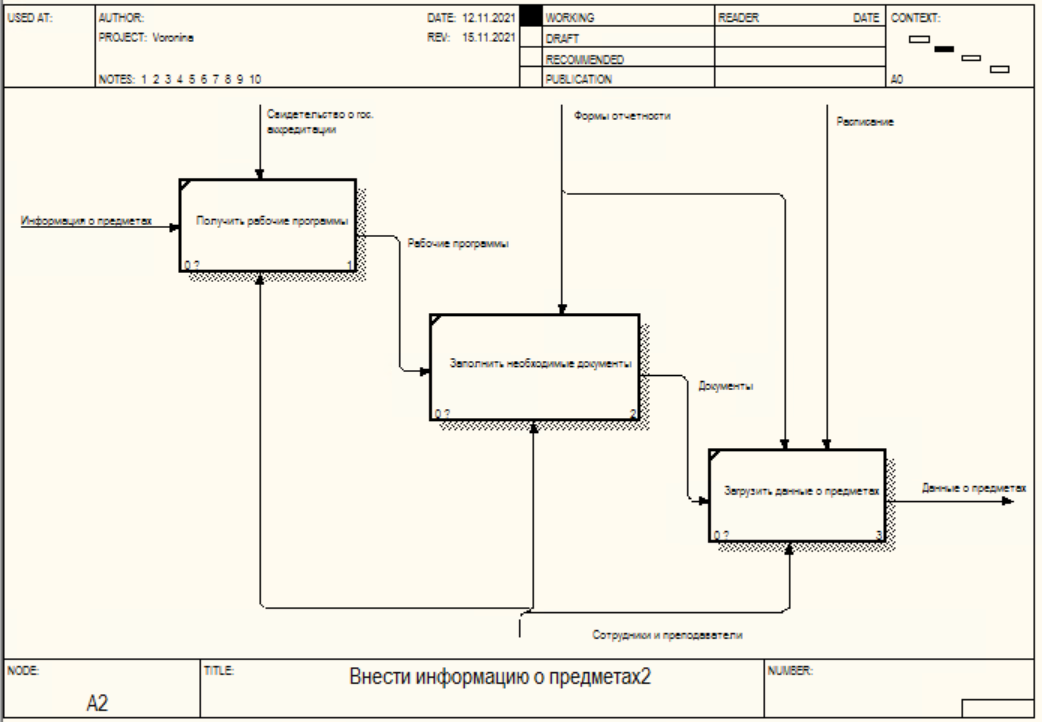 USED AT:
AUTHOR:
DATE: 12.11.2021
WORKING
READER
DATE
CONTEXT:
PROJECT: Voronina
REV: 15.11.2021
DRAFT
RECOMMENDED
NOTES: 1 2 3 4 5 6 7 8 9 10
PUBLICATION
A0
Свидетельство о гос.
аккредитации
Формы отчетности
Расписание
Информация о предметах
Получить рабочие программы
0 ?
1
Рабочие программы
Заполнить необходимые документы
0 ?
2
Документы
Загрузить данные о предметах
0 ?
3
Данные о предметах
Сотрудники и преподаватели
NODE:
A2
TITLE:
Внести информацию о предметах2
NUMBER: